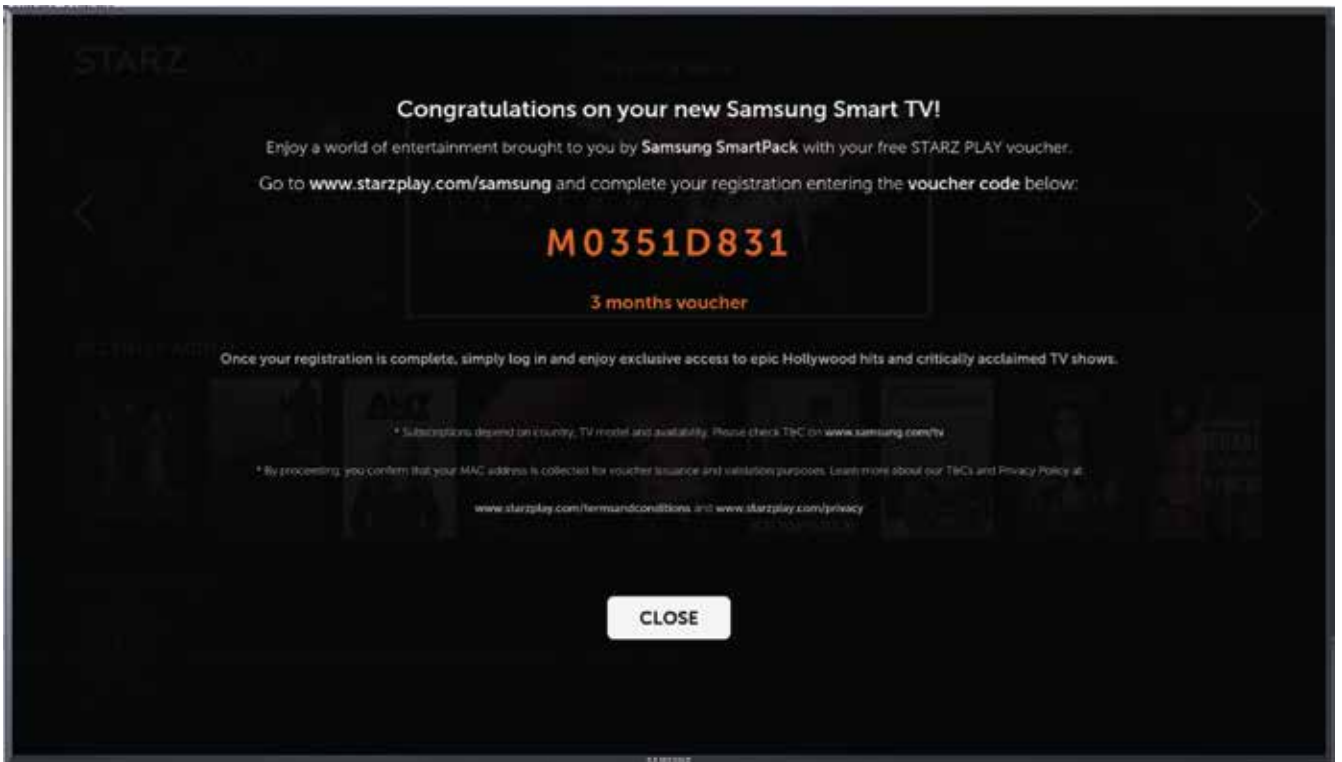 STARZ
Congratulations on your new Samsung Smart TV!
Enjoy a world of entertainment brought to you by Samsung SmartPack with your free STARZ PLAY voucher.
Go to www.starzplay.com/samsung and complete your registration entering the voucher code below:
M0351D831
3 months voucher
Once your registration is complete, simply log in and enjoy exclusive access to epic Hollywood hits and critically acclaimed TV shows.
* Subscriptions depend on country, TV model and availability. Please check T&C on www.samsung.com/tv
* By proceeding, you confirm that your MAC address is collected for voucher issuance and validation purposes. Learn more about our T&Cs and Privacy Policy at:
www.starzplay.com/termsandconditions and www.starzplay.com/privacy
CLOSE
SAMSUNG